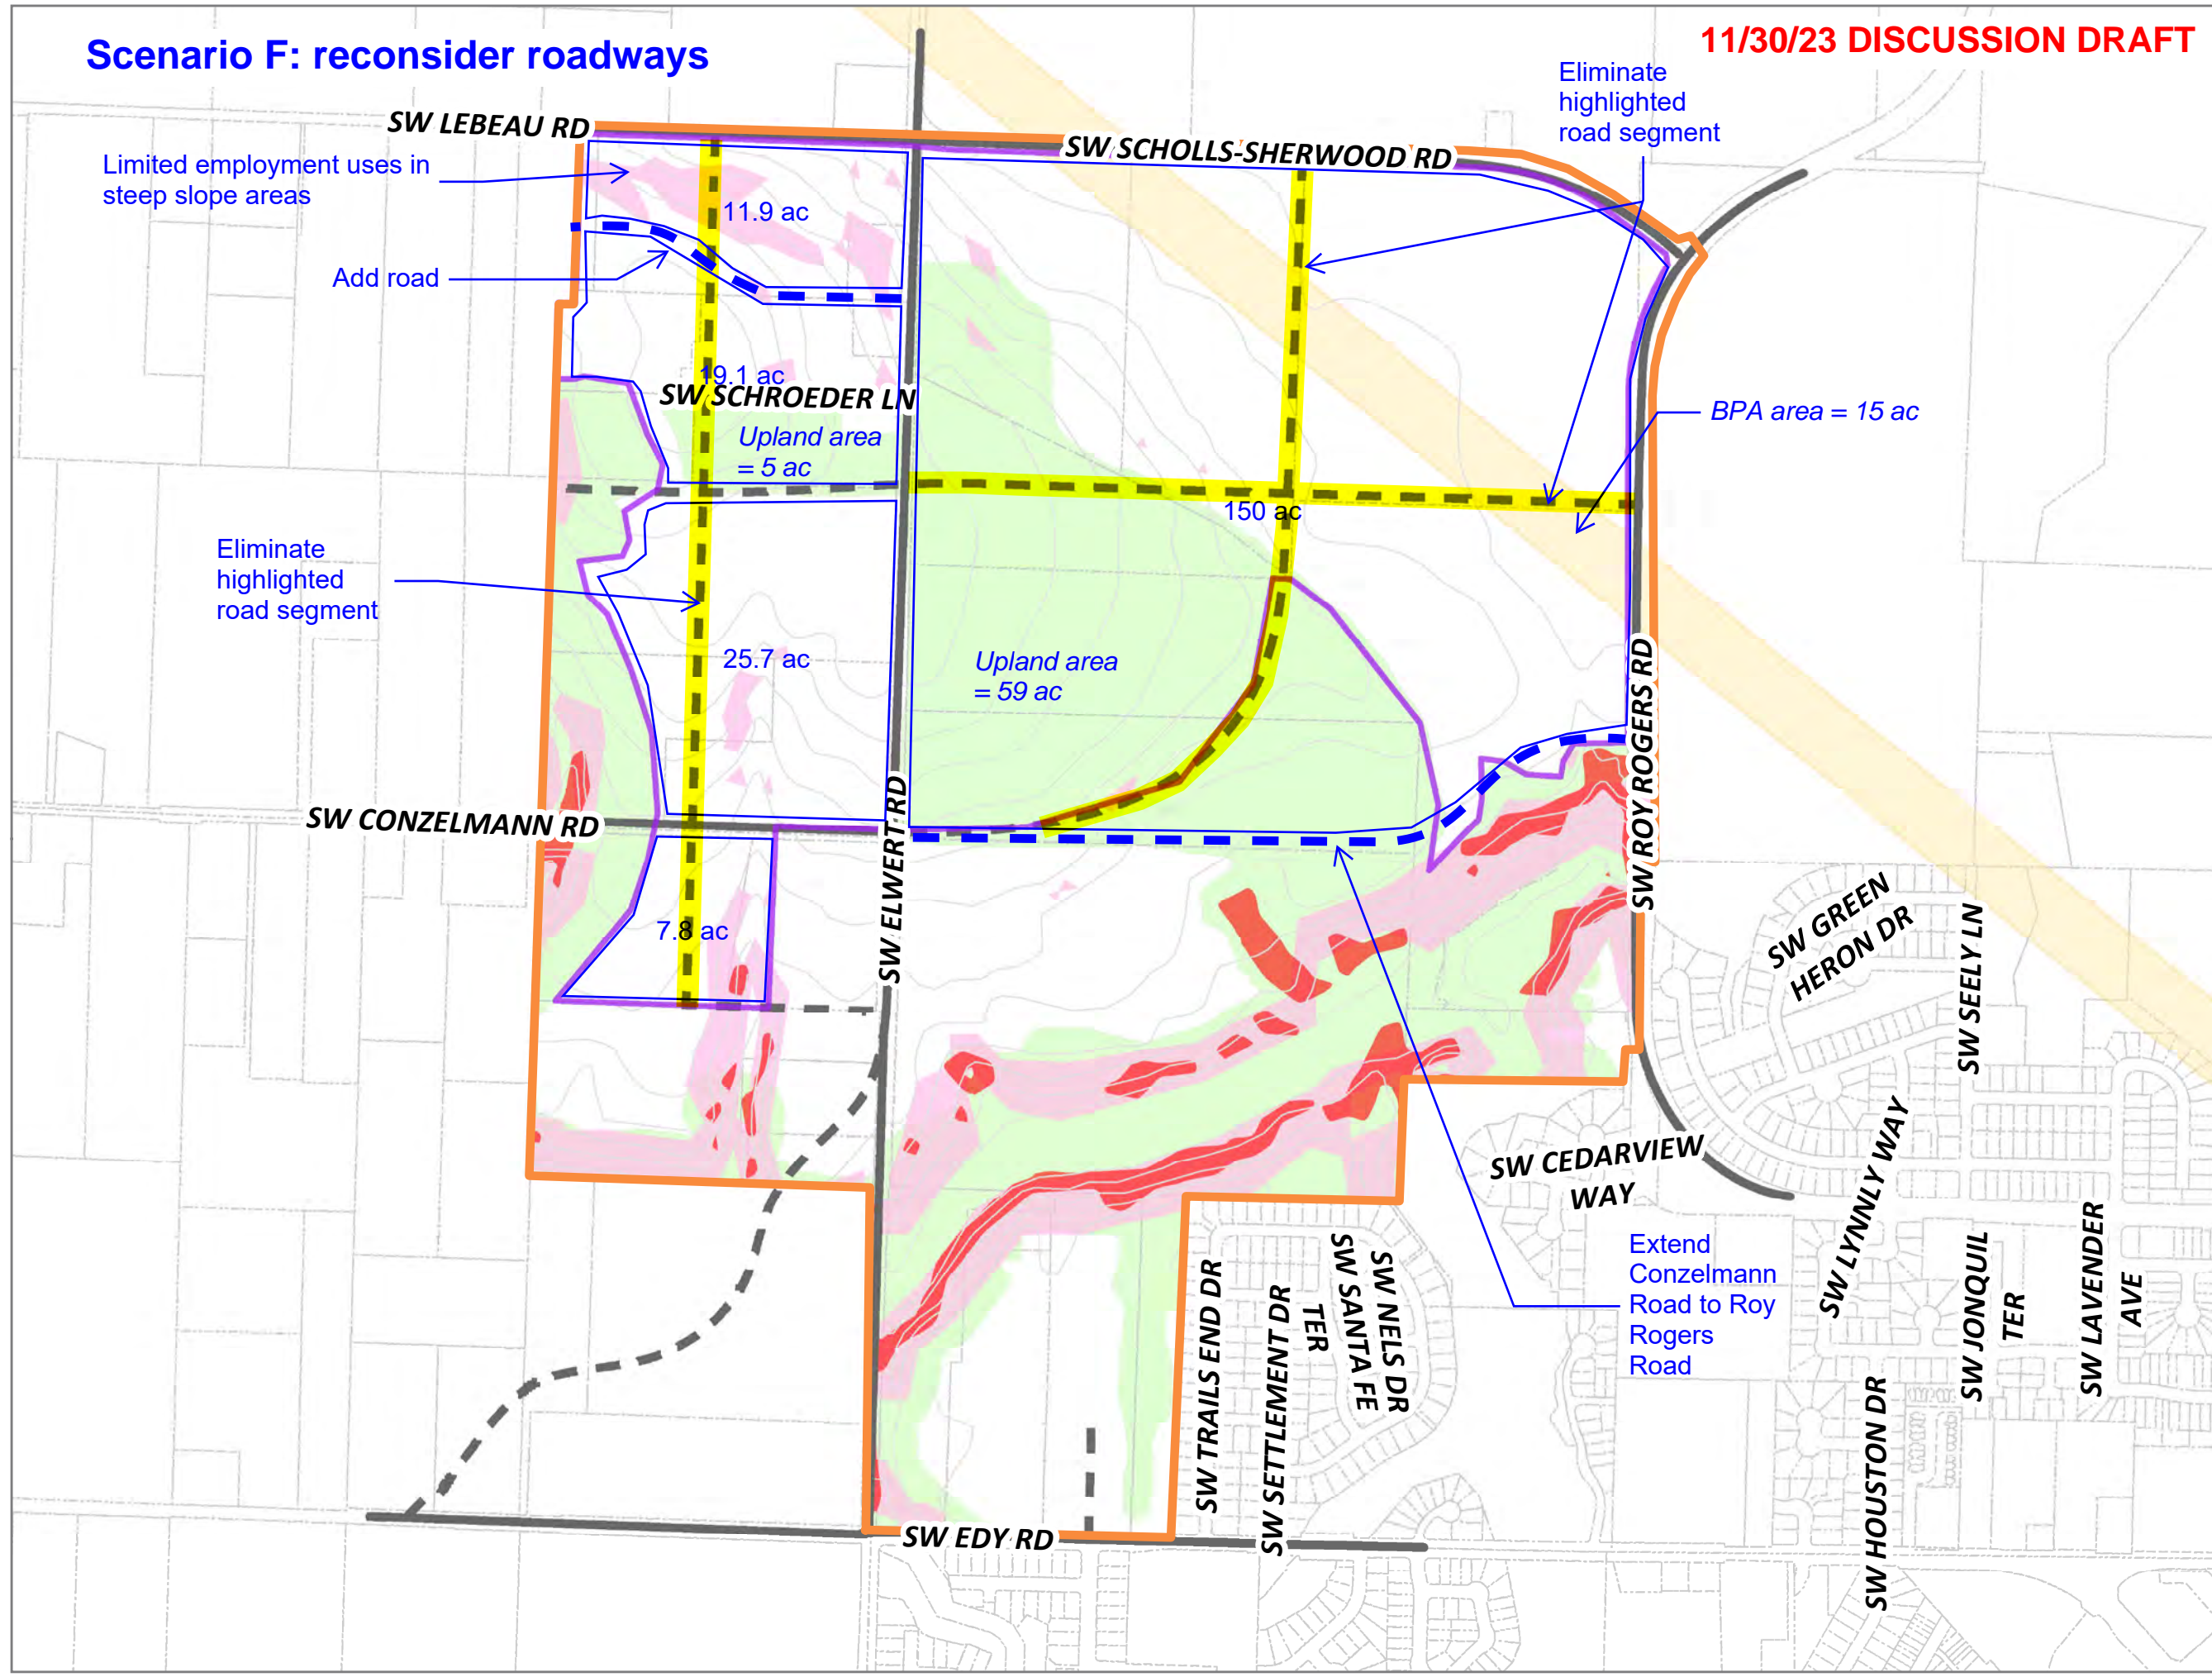 Scenario F: reconsider roadways
11/30/23 DISCUSSION DRAFT
Eliminate
highlighted
road segment
SW LEBEAU RD
SW SCHOLLS-SHERWOOD RD
Limited employment uses in
steep slope areas
11.9 ac
Add road
19.1 ac
SW SCHROEDER LN
Upland area
= 5 ac
BPA area = 15 ac
150 ac
Eliminate
highlighted
road segment
25.7 ac
Upland area
= 59 ac
SW ROY ROGERS RD
SW CONZELMANN RD
SW ELWERT RD
7.8 ac
SW GREEN
HERON DR
SW SEELY LN
SW CEDARVIEW
WAY
SW LYNNLY WAY
Extend
Conzelmann
Road to Roy
Rogers
Road
SW TRAILS END DR
SW SETTLEMENT DR
SW SANTA FE
TER
SW NELS DR
SW JONQUIL
TER
SW LAVENDER
AVE
SW HOUSTON DR
SW EDY RD